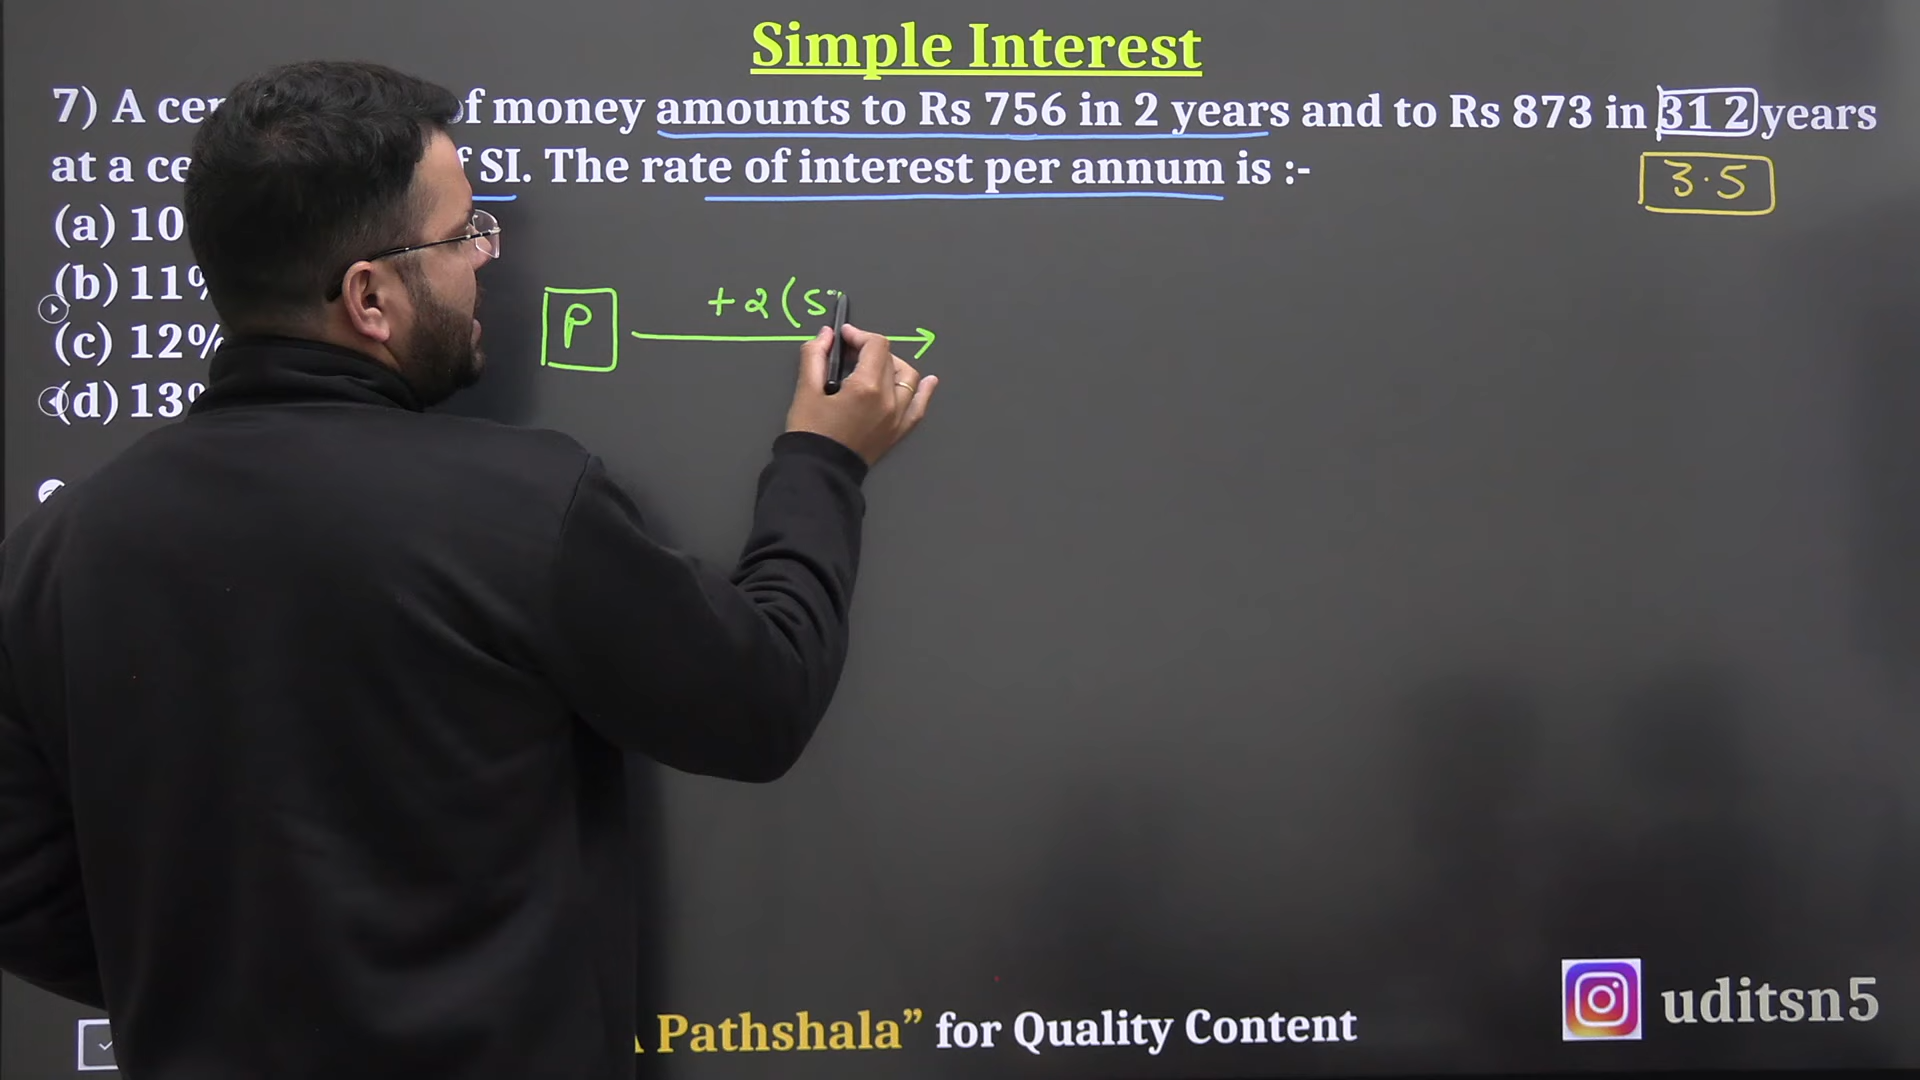 Simple Interest
7) A cer f money amounts to Rs 756 in 2 years and to Rs 873 in 31 2 years
at a ce f SI. The rate of interest per annum is :-
3.5
(a) 10
(b) 11%
(c) 12%
(d) 13%
P
+2(S
Pathshala” for Quality Content
uditsn5